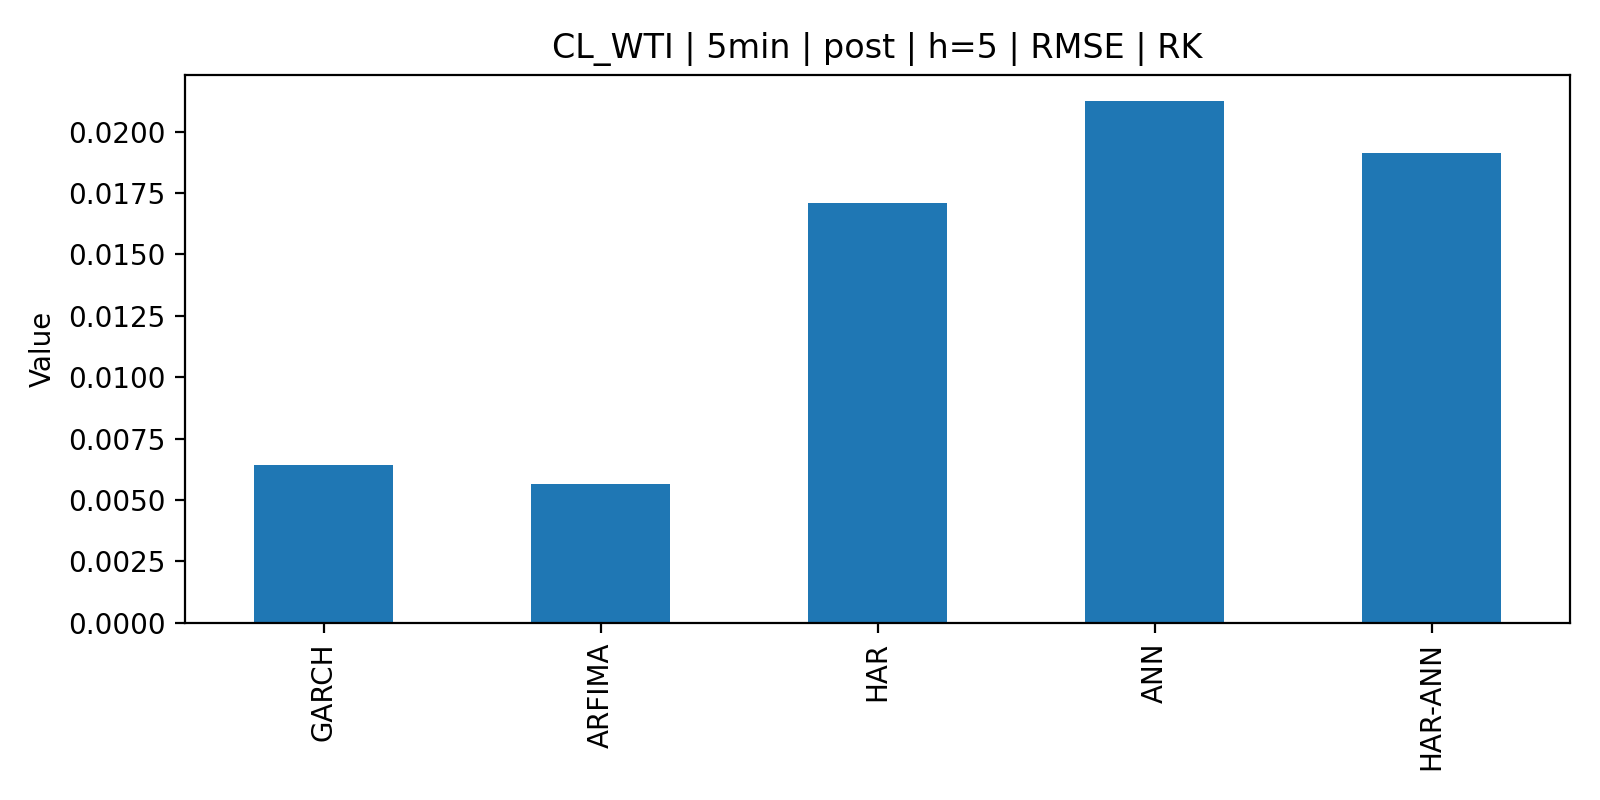 CL_WTI | 5min | post | h=5 | RMSE | RK
Value
0.0200
0.0175
0.0150
0.0125
0.0100
0.0075
0.0050
0.0025
0.0000
GARCH
ARFIMA
HAR
ANN
HAR-ANN